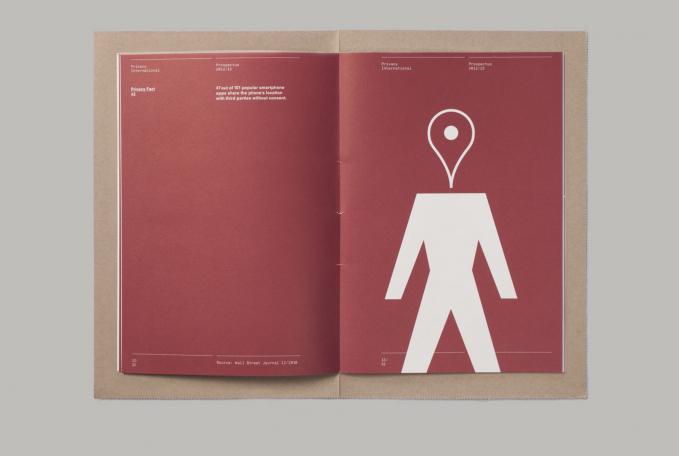 Privacy
International
Prospectus
2012/13
Privacy Fact
#2
47 out of 101 popular smartphone
apps share the phone's location
with third parties without consent.
Source: Wall Street Journal 12/2010
Privacy
International
Prospectus
2012/13